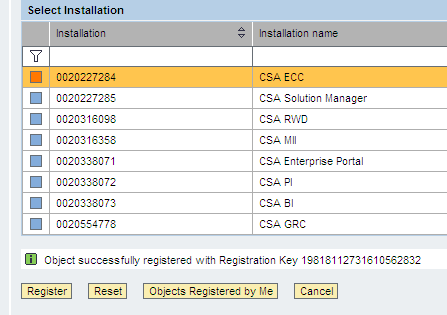 Select Installation
Installation Installation name
0020227284 CSA ECC
0020227285 CSA Solution Manager
0020316098 CSA RWD
0020316358 CSA MII
0020338071 CSA Enterprise Portal
0020338072 CSA PI
0020338073 CSA BI
0020554778 CSA GRC
Object successfully registered with Registration Key 19818112731610562832
Register Reset Objects Registered by Me Cancel